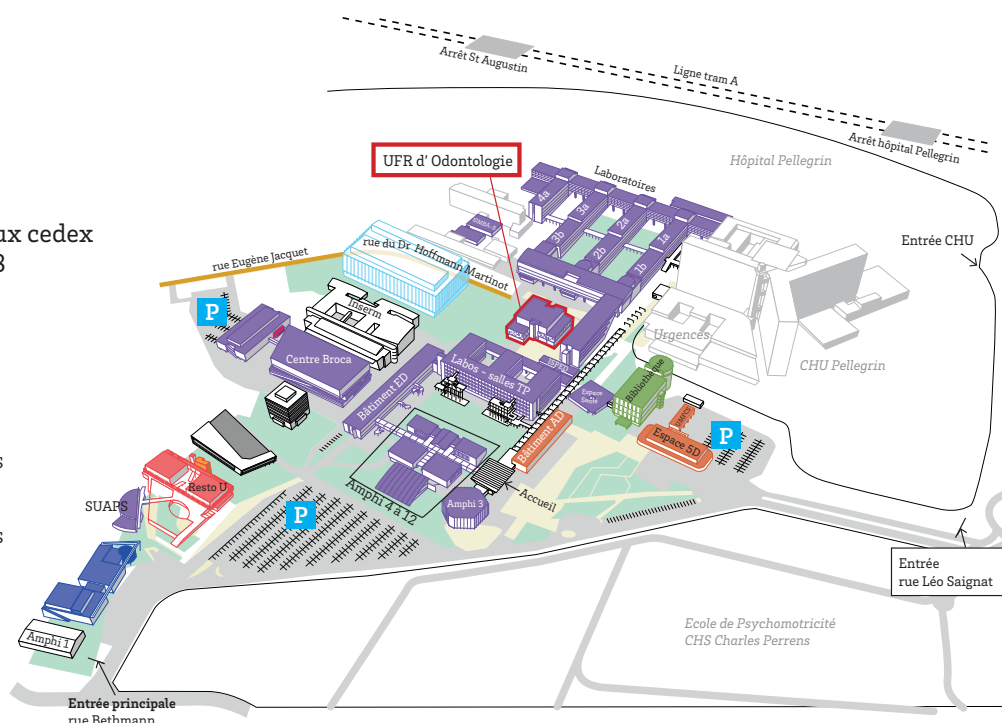 Arrêt St Augustin
Ligne tram A
Arrêt hôpital Pellegrin
UFR d' Odontologie
Hôpital Pellegrin
Laboratoires
4a
3a
2a
1a
3b
2b
1b
ux cedex
3
Entrée CHU
rue Eugène Jacquet
rue du Dr Hoffmann Martinot
P
Inserm
Urgences
CHU Pellegrin
Centre Broca
Labos - salles TP
Bâtiment ED
Bibliothèque
Espace
Santé
Bâtiment AD
Espace 5D
P
s
Resto U
SUAPS
Amphi 4 à 12
Amphi 3
Accueil
P
s
Entrée
rue Léo Saignat
Amphi 1
Ecole de Psychomotricité
CHS Charles Perrens
Entrée principale
rue Bethmann